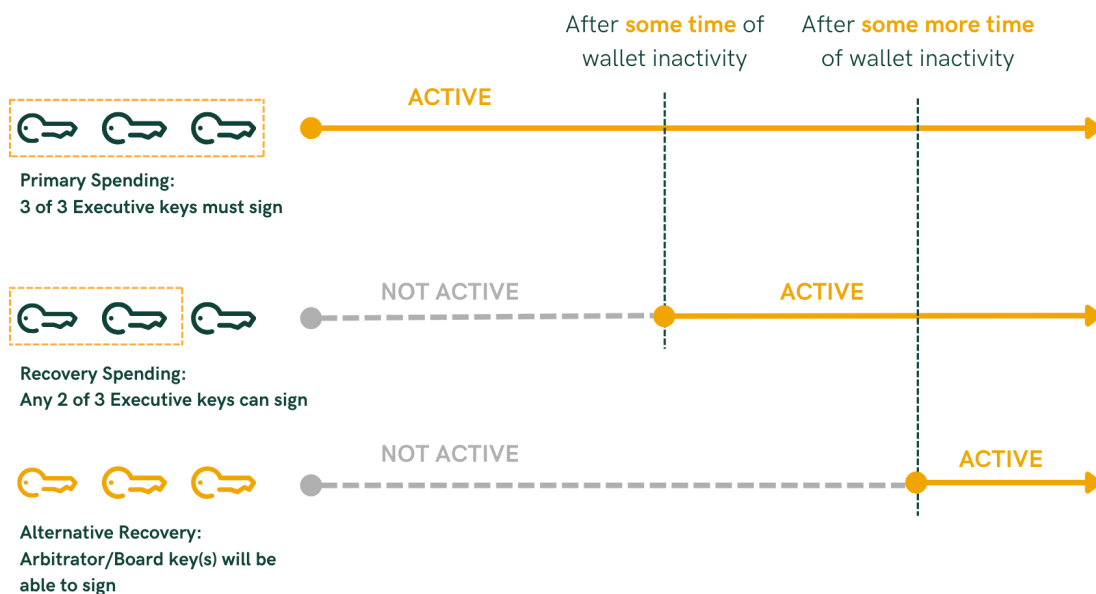 After some time of
wallet inactivity
After some more time
of wallet inactivity
ACTIVE
Primary Spending:
3 of 3 Executive keys must sign
NOT ACTIVE
ACTIVE
Recovery Spending:
Any 2 of 3 Executive keys can sign
NOT ACTIVE
ACTIVE
Alternative Recovery:
Arbitrator/Board key(s) will be
able to sign